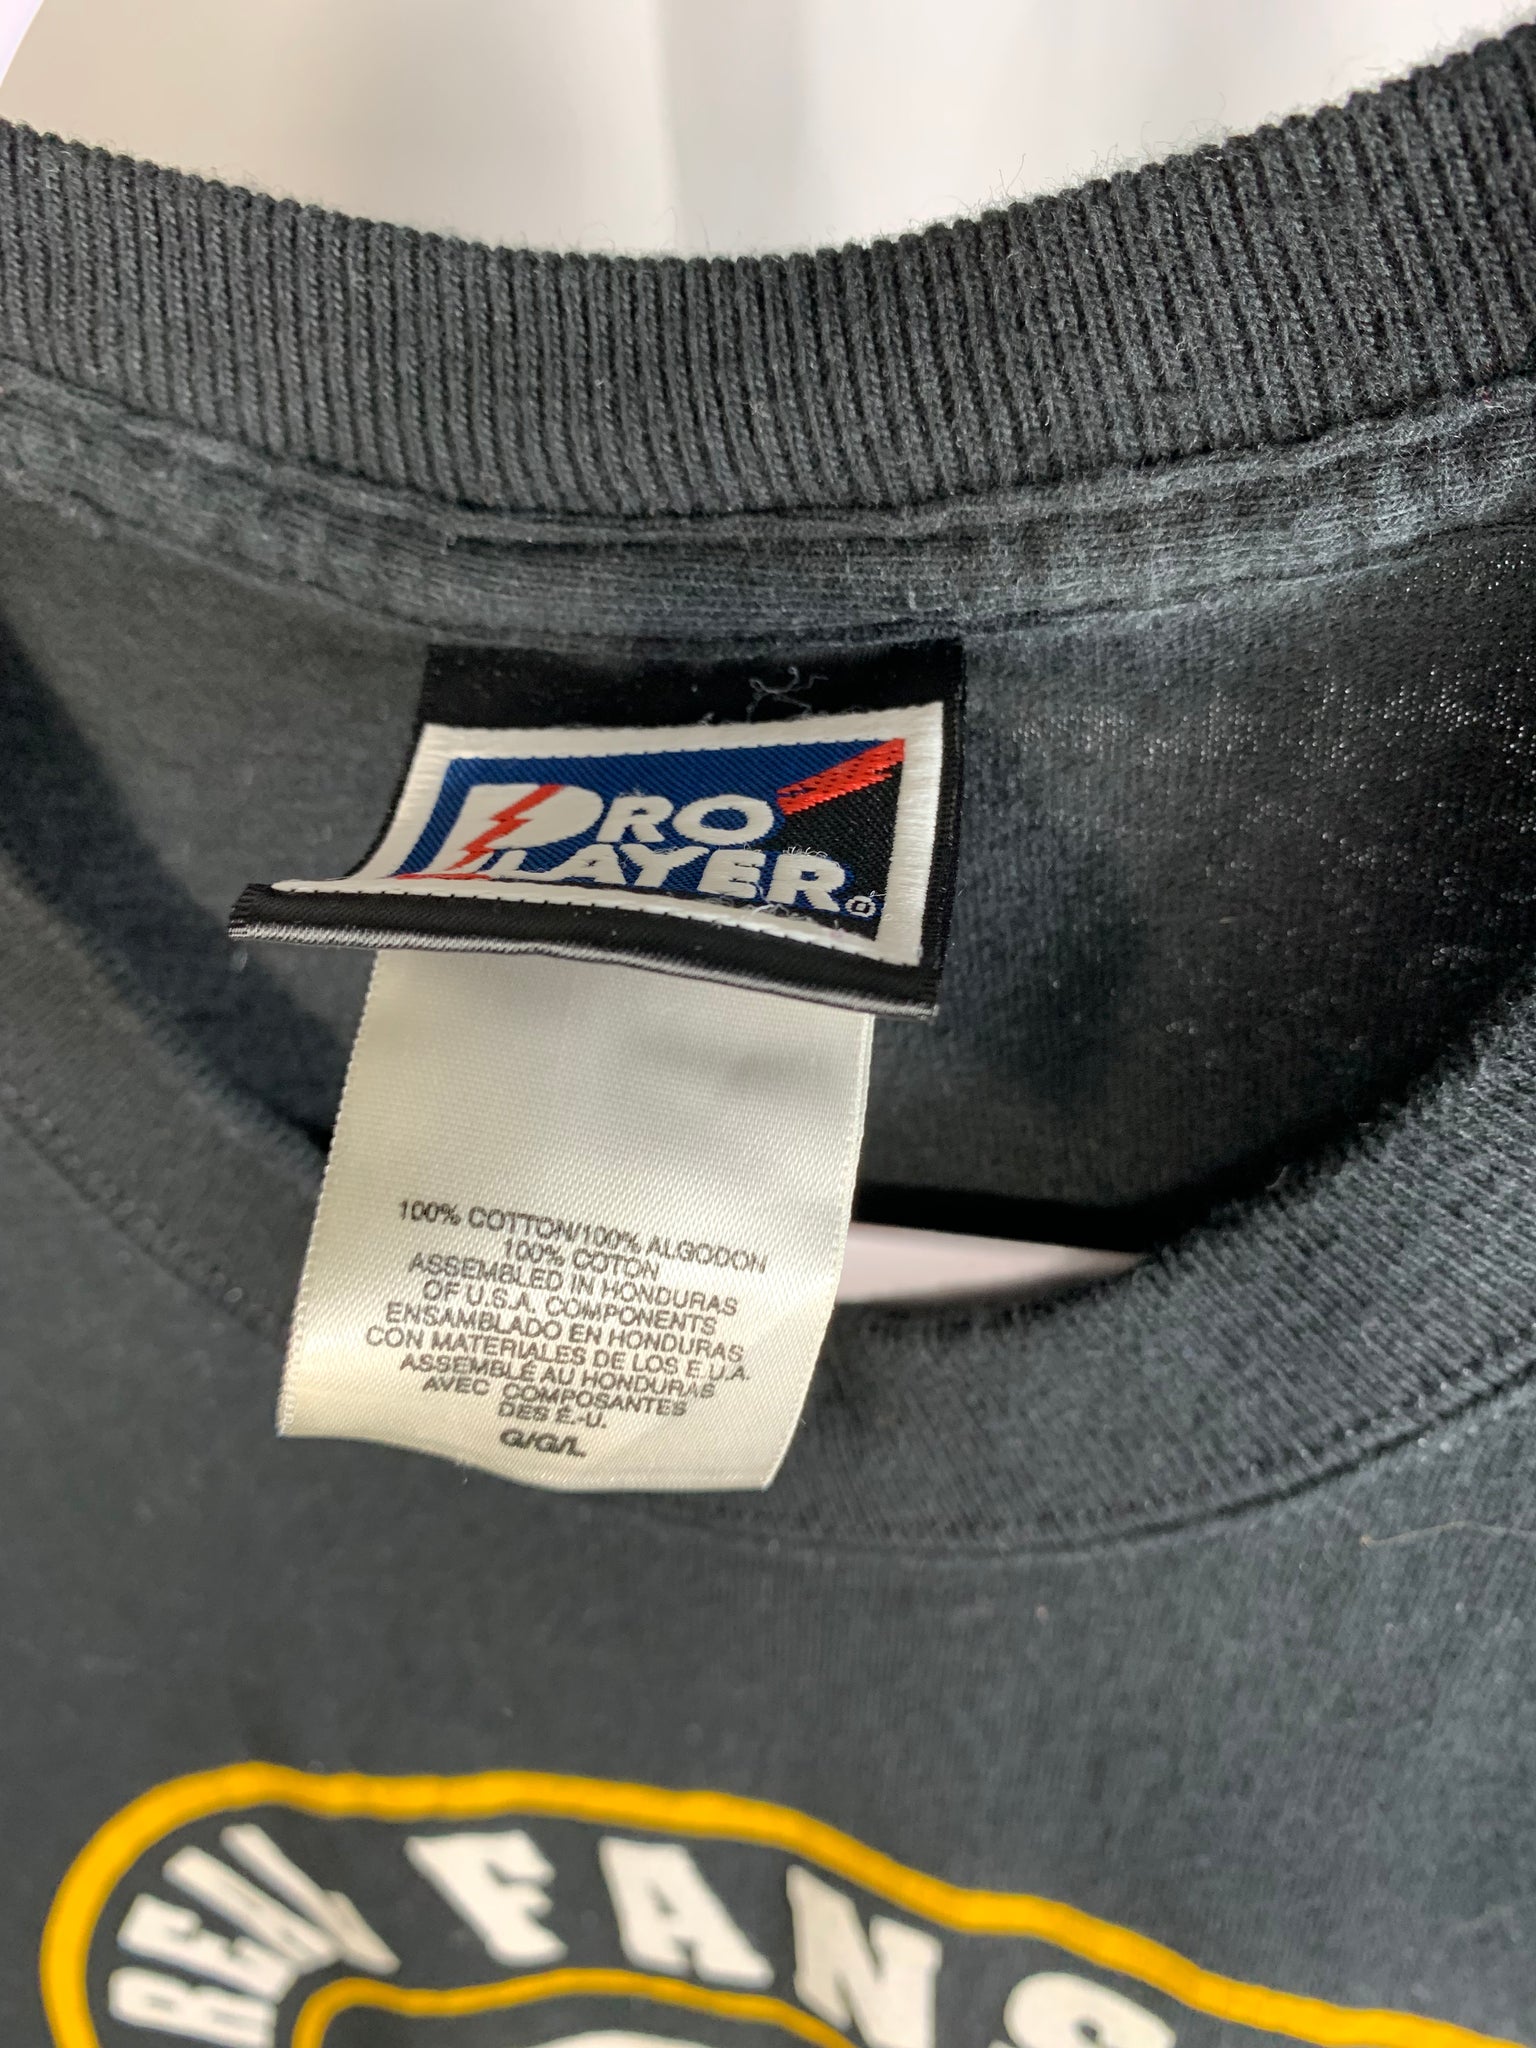 PRO
PLAYER®
100% COTTON/100% ALGODON
100% COTON
ASSEMBLED IN HONDURAS
OF U.S.A. COMPONENTS
ENSAMBLADO EN HONDURAS
CON MATERIALES DE LOS E.U.A.
ASSEMBLÉ AU HONDURAS
AVEC COMPOSANTES
DES É.-U.
G/G/L
REAL FANS